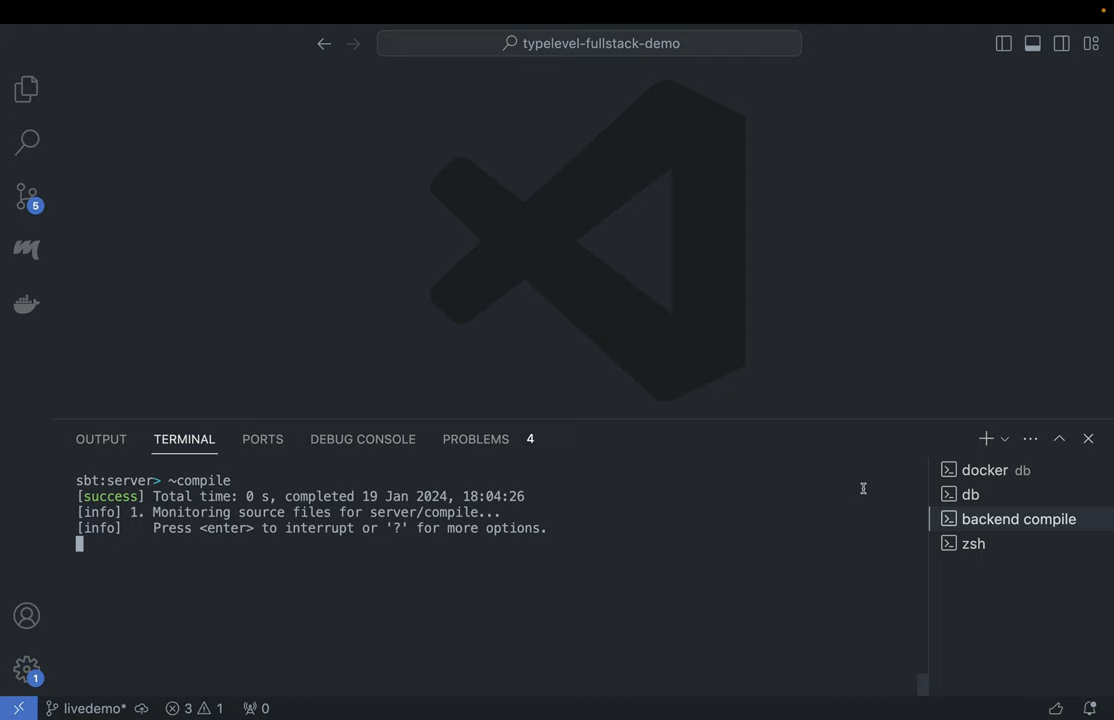 typelevel-fullstack-demo
5
OUTPUT TERMINAL PORTS DEBUG CONSOLE PROBLEMS 4
sbt:server> ~compile
[success] Total time: 0 s, completed 19 Jan 2024, 18:04:26
[info] 1. Monitoring source files for server/compile...
[info]    Press <enter> to interrupt or '?' for more options.
docker db
db
backend compile
zsh
1
livedemo* 3 1 0